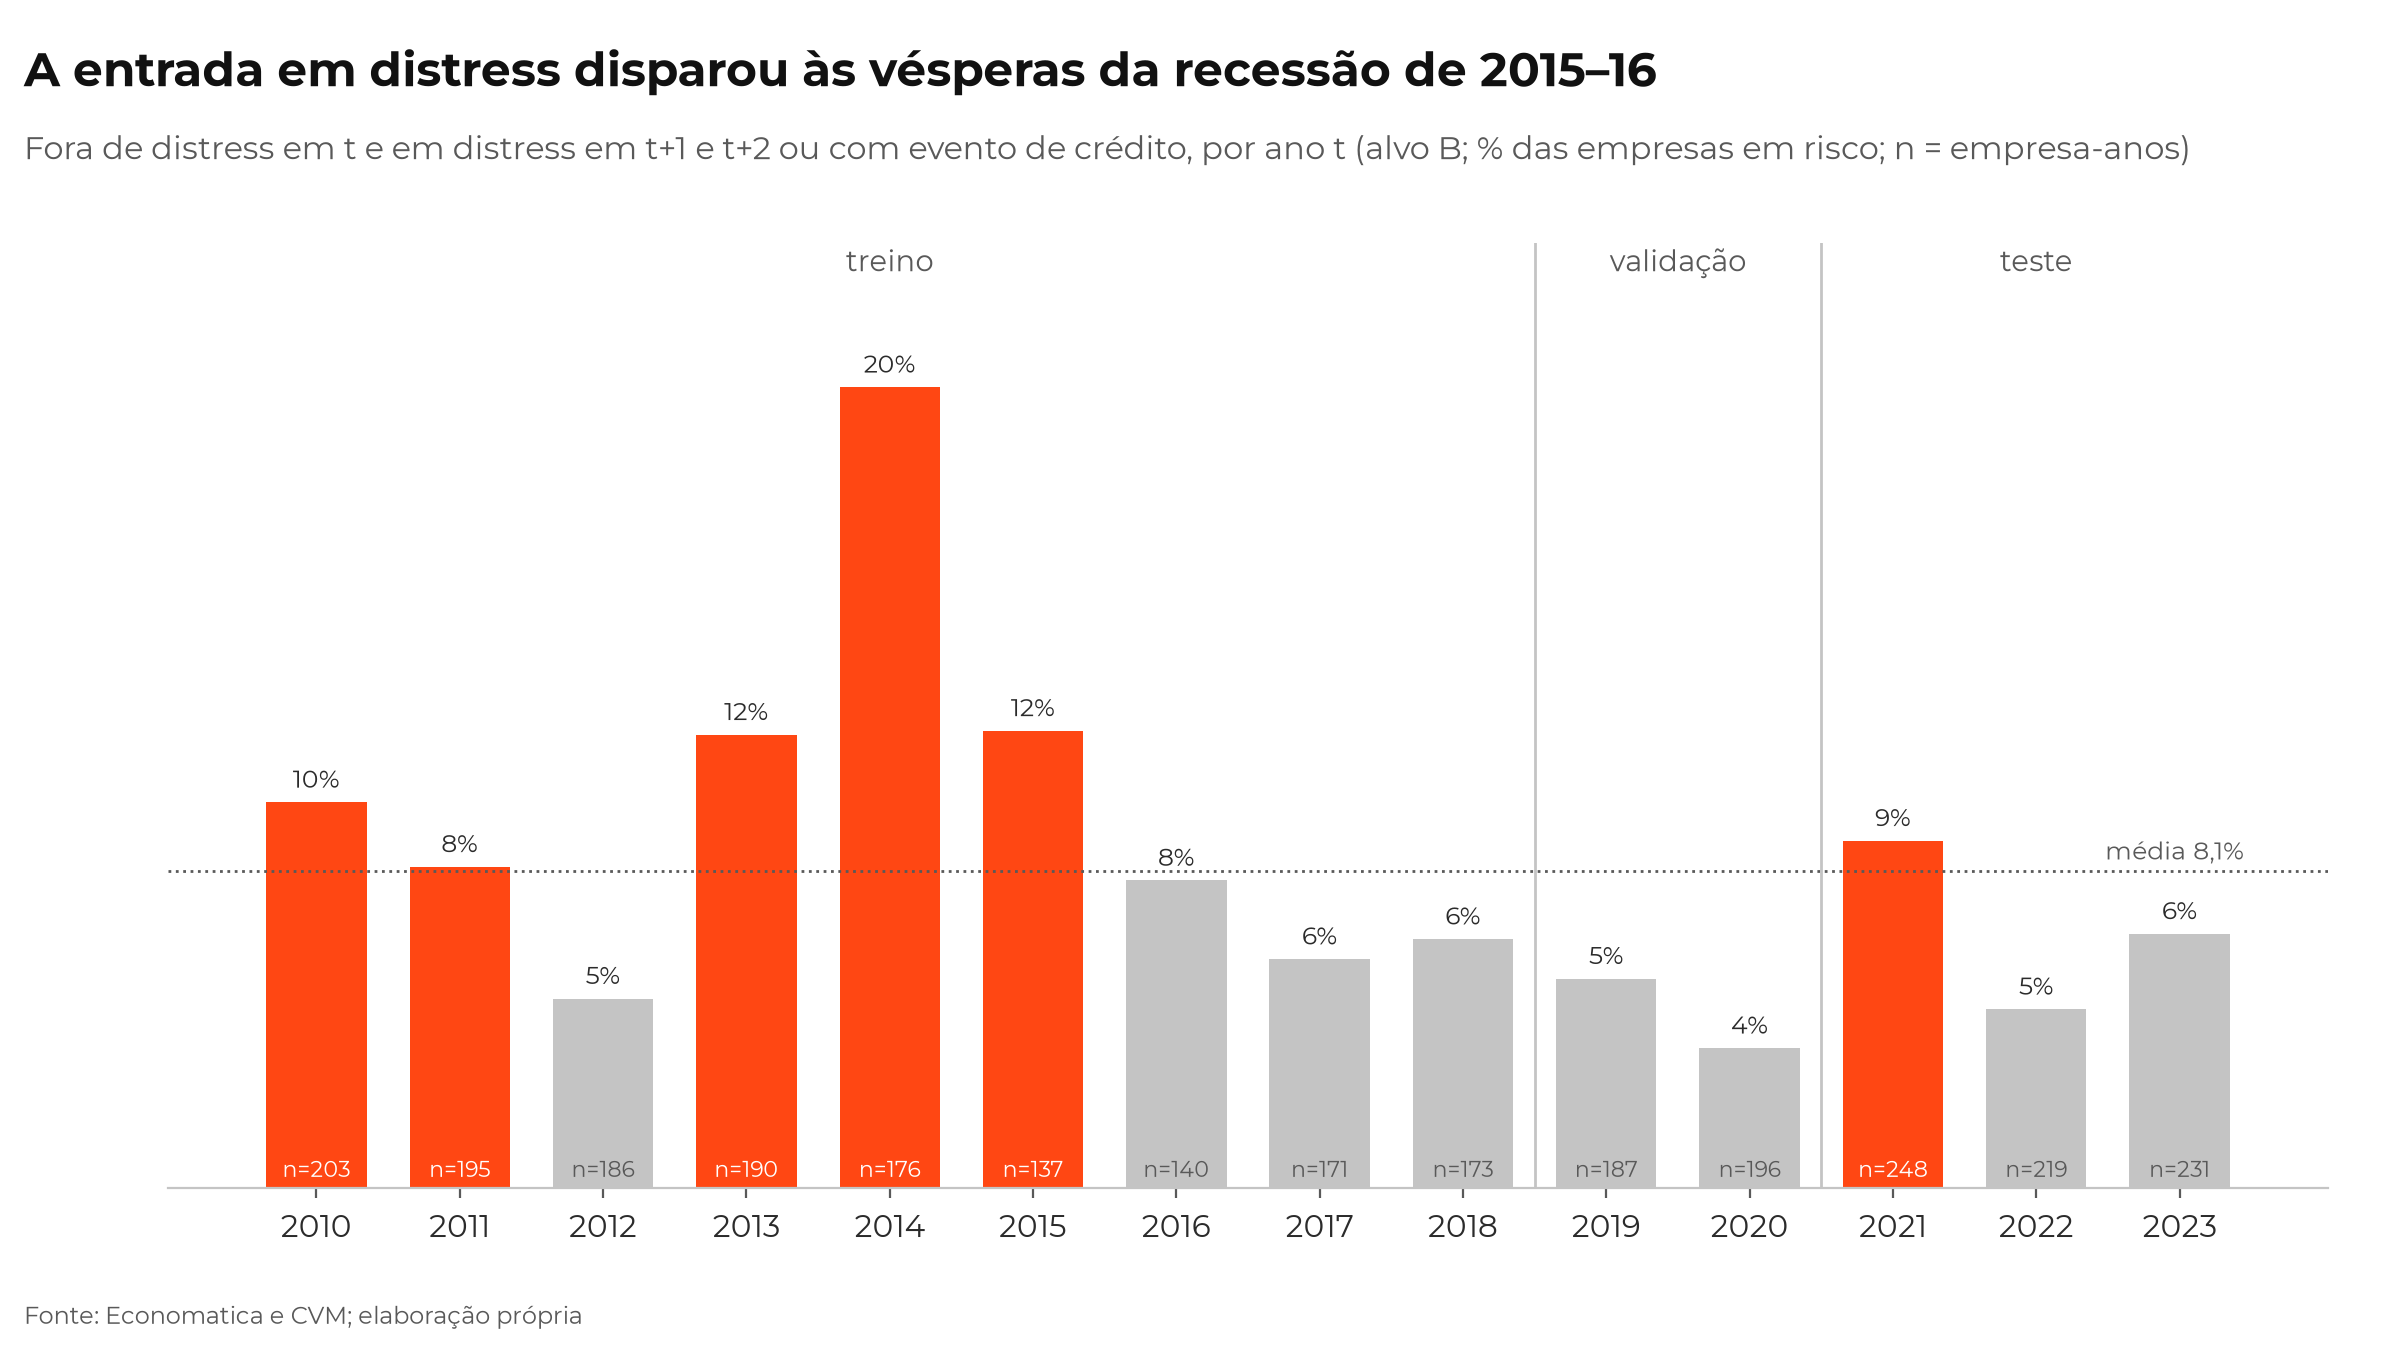 A entrada em distress disparou às vésperas da recessão de 2015–16
Fora de distress em t e em distress em t+1 e t+2 ou com evento de crédito, por ano t (alvo B; % das empresas em risco; n = empresa-anos)
treino
validação
teste
20%
12%
12%
10%
9%
8%
média 8,1%
8%
6%
6%
6%
5%
5%
5%
4%
n=203
n=195
n=186
n=190
n=176
n=137
n=140
n=171
n=173
n=187
n=196
n=248
n=219
n=231
2010
2011
2012
2013
2014
2015
2016
2017
2018
2019
2020
2021
2022
2023
Fonte: Economatica e CVM; elaboração própria